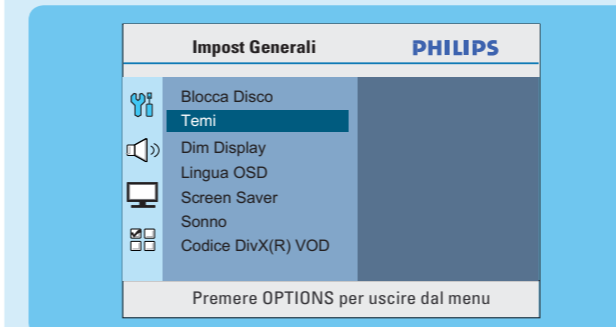 Impost Generali PHILIPS
Blocca Disco
Temi
Dim Display
Lingua OSD
Screen Saver
Sonno
Codice DivX(R) VOD
Premere OPTIONS per uscire dal menu